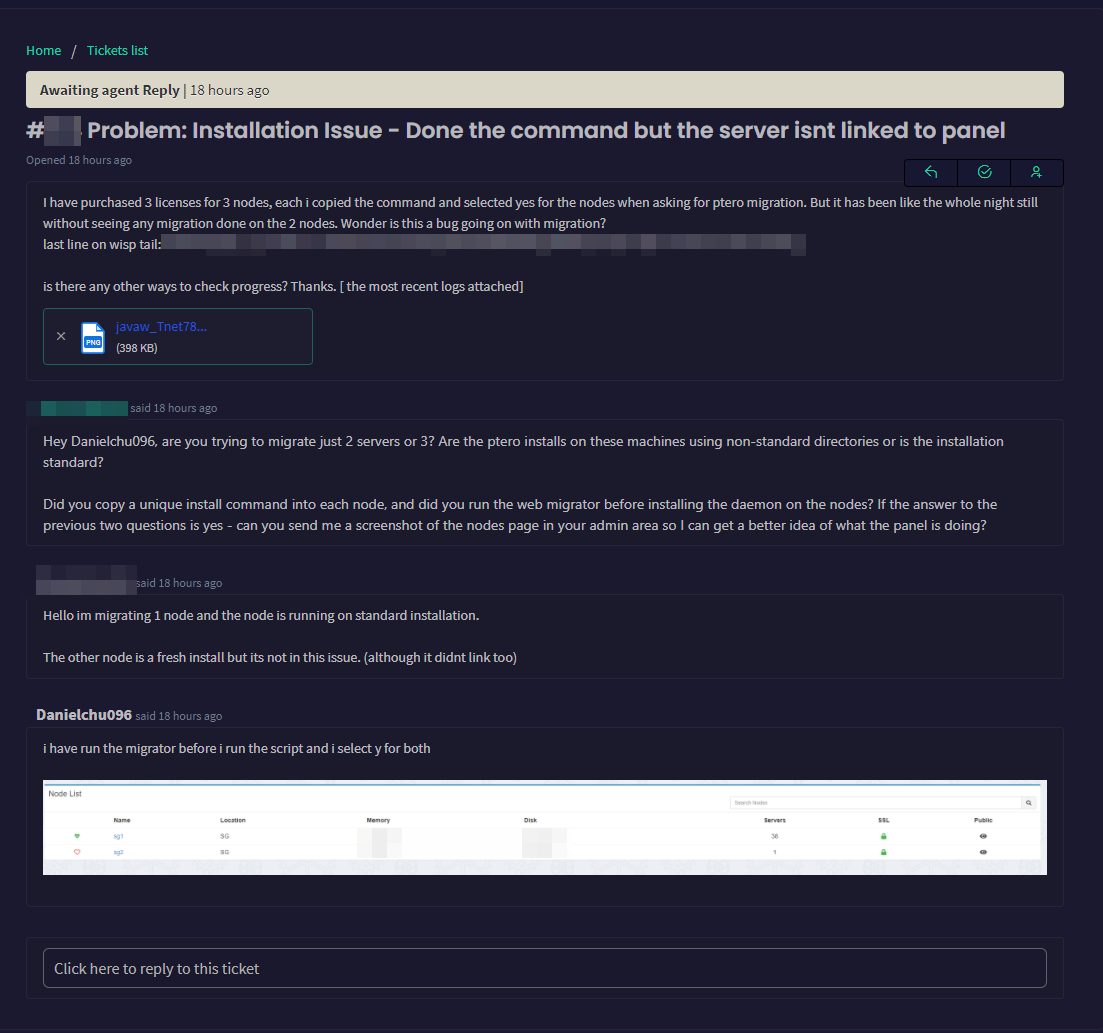 Home / Tickets list
Awaiting agent Reply | 18 hours ago
# Problem: Installation Issue - Done the command but the server isnt linked to panel
Opened 18 hours ago
I have purchased 3 licenses for 3 nodes, each i copied the command and selected yes for the nodes when asking for ptero migration. But it has been like the whole night still
without seeing any migration done on the 2 nodes. Wonder is this a bug going on with migration?
last line on wisp tail:
is there any other ways to check progress? Thanks. [ the most recent logs attached]
javaw_Tnet78...
PNG
(398 KB)
said 18 hours ago
Hey Danielchu096, are you trying to migrate just 2 servers or 3? Are the ptero installs on these machines using non-standard directories or is the installation
standard?
Did you copy a unique install command into each node, and did you run the web migrator before installing the daemon on the nodes? If the answer to the
previous two questions is yes - can you send me a screenshot of the nodes page in your admin area so I can get a better idea of what the panel is doing?
said 18 hours ago
Hello im migrating 1 node and the node is running on standard installation.
The other node is a fresh install but its not in this issue. (although it didnt link too)
Danielchu096 said 18 hours ago
i have run the migrator before i run the script and i select y for both
Node List
Search Nodes
Name Location Memory Disk Servers SSL Public
sg1 SG 36
sg2 SG 1
Click here to reply to this ticket